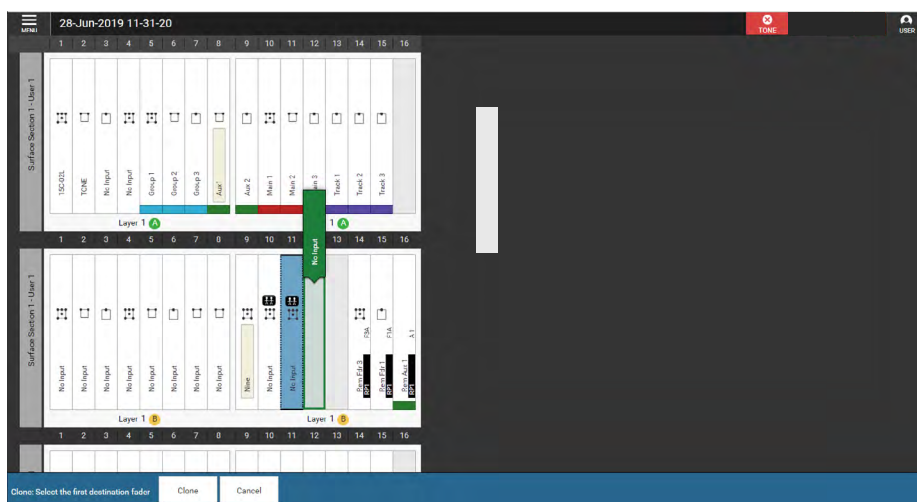 MENU
28-Jun-2019 11-31-20
TONE
USER
1 2 3 4 5 6 7 8 9 10 11 12 13 14 15 16
Surface Section 1 - User 1
1SC-02L
TONE
No Input
No Input
Group 1
Group 2
Group 3
Aux1
Aux 2
Main 1
Main 2
ain 3
Track 1
Track 2
Track 3
Layer 1 A
1 A
1 2 3 4 5 6 7 8 9 10 11 13 14 15 16
No Input
Surface Section 1 - User 1
No Input
No Input
No Input
No Input
No Input
No Input
No Input
No Input
Nine
No Input
No Input
Rem Fdr 3
RP1
F3A
Rem Fdr 1
RP1
F1A
Rem Aux 1
RP1
A1
Layer 1 B
Layer 1 B
1 2 3 4 5 6 7 8 9 10 11 12 13 14 15 16
Clone: Select the first destination fader
Clone
Cancel